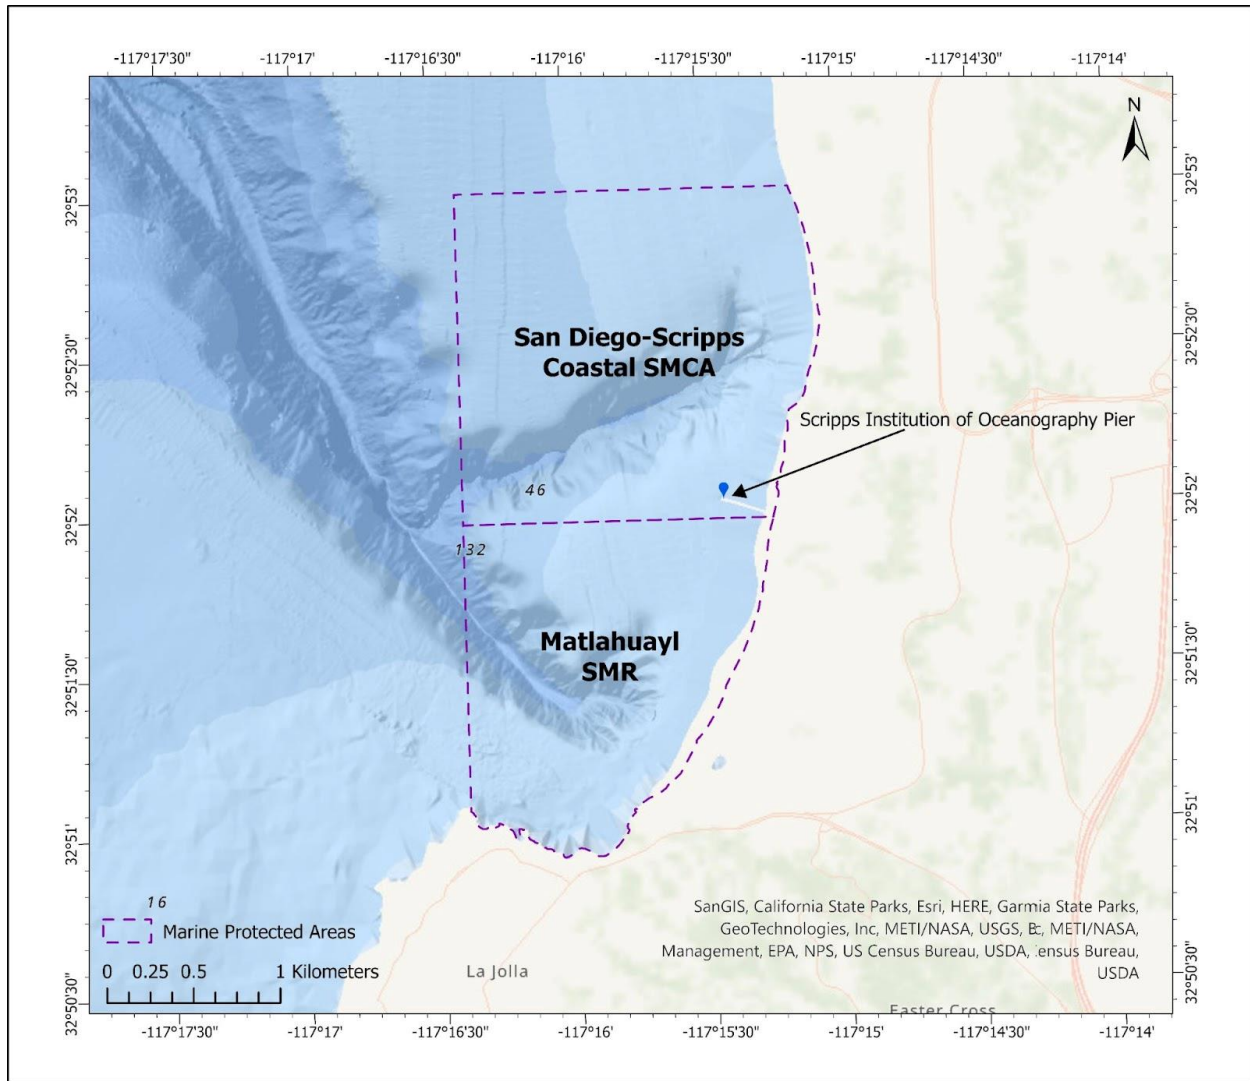 -117°17'30" -117°17' -117°16'30" -117°16' -117°15'30" -117°15' -117°14'30" -117°14'
N
32°53' 32°53'
San Diego-Scripps
Coastal SMCA
32°52'30" 32°52'30"
Scripps Institution of Oceanography Pier
46
32°52' 32°52'
132
Matlahuayl
SMR
32°51'30" 32°51'30"
32°51' 32°51'
16
Marine Protected Areas
0 0.25 0.5 1 Kilometers
La Jolla
SanGIS, California State Parks, Esri, HERE, Garmia State Parks,
GeoTechnologies, Inc, METI/NASA, USGS, Bc, METI/NASA,
Management, EPA, NPS, US Census Bureau, USDA, .ensus Bureau,
USDA
32°50'30" 32°50'30"
Easter Cross
-117°17'30" -117°17' -117°16'30" -117°16' -117°15'30" -117°15' -117°14'30" -117°14'